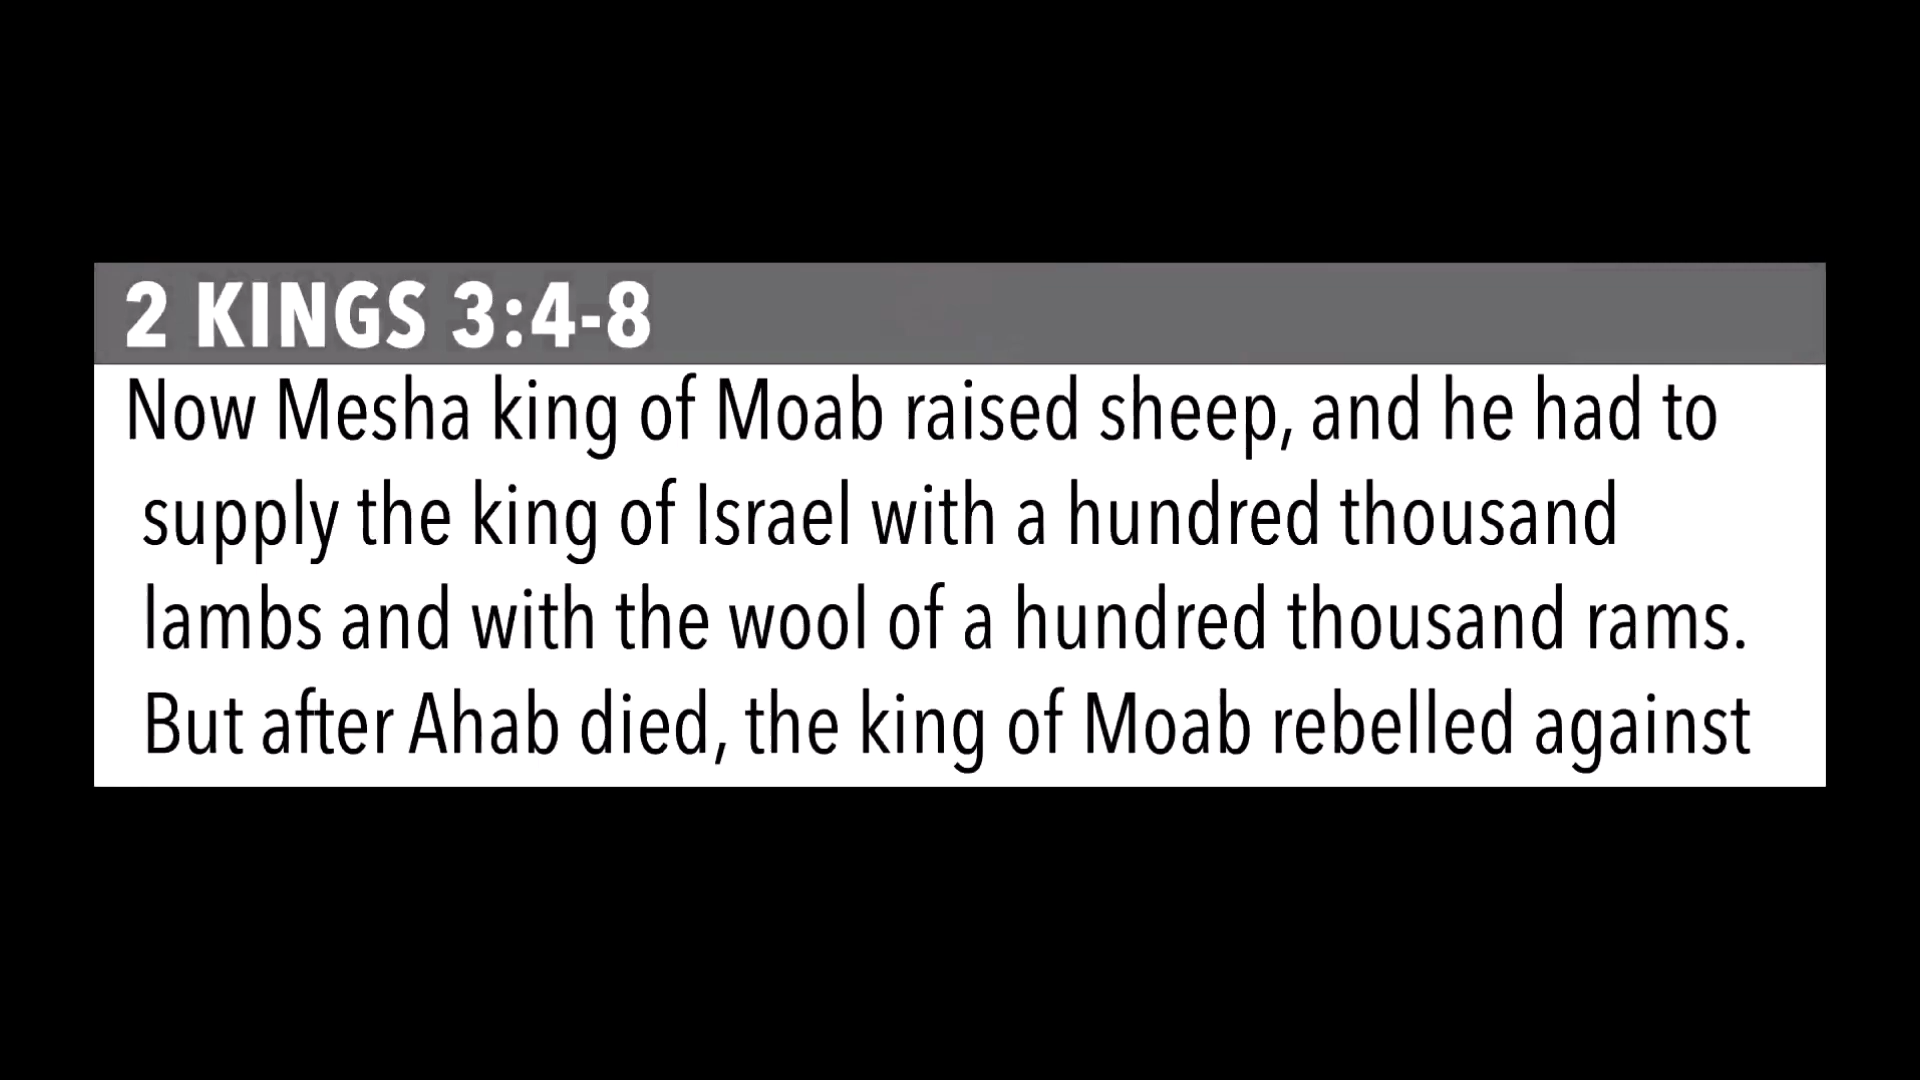 2 KINGS 3:4-8
Now Mesha king of Moab raised sheep, and he had to
supply the king of Israel with a hundred thousand
lambs and with the wool of a hundred thousand rams.
But after Ahab died, the king of Moab rebelled against